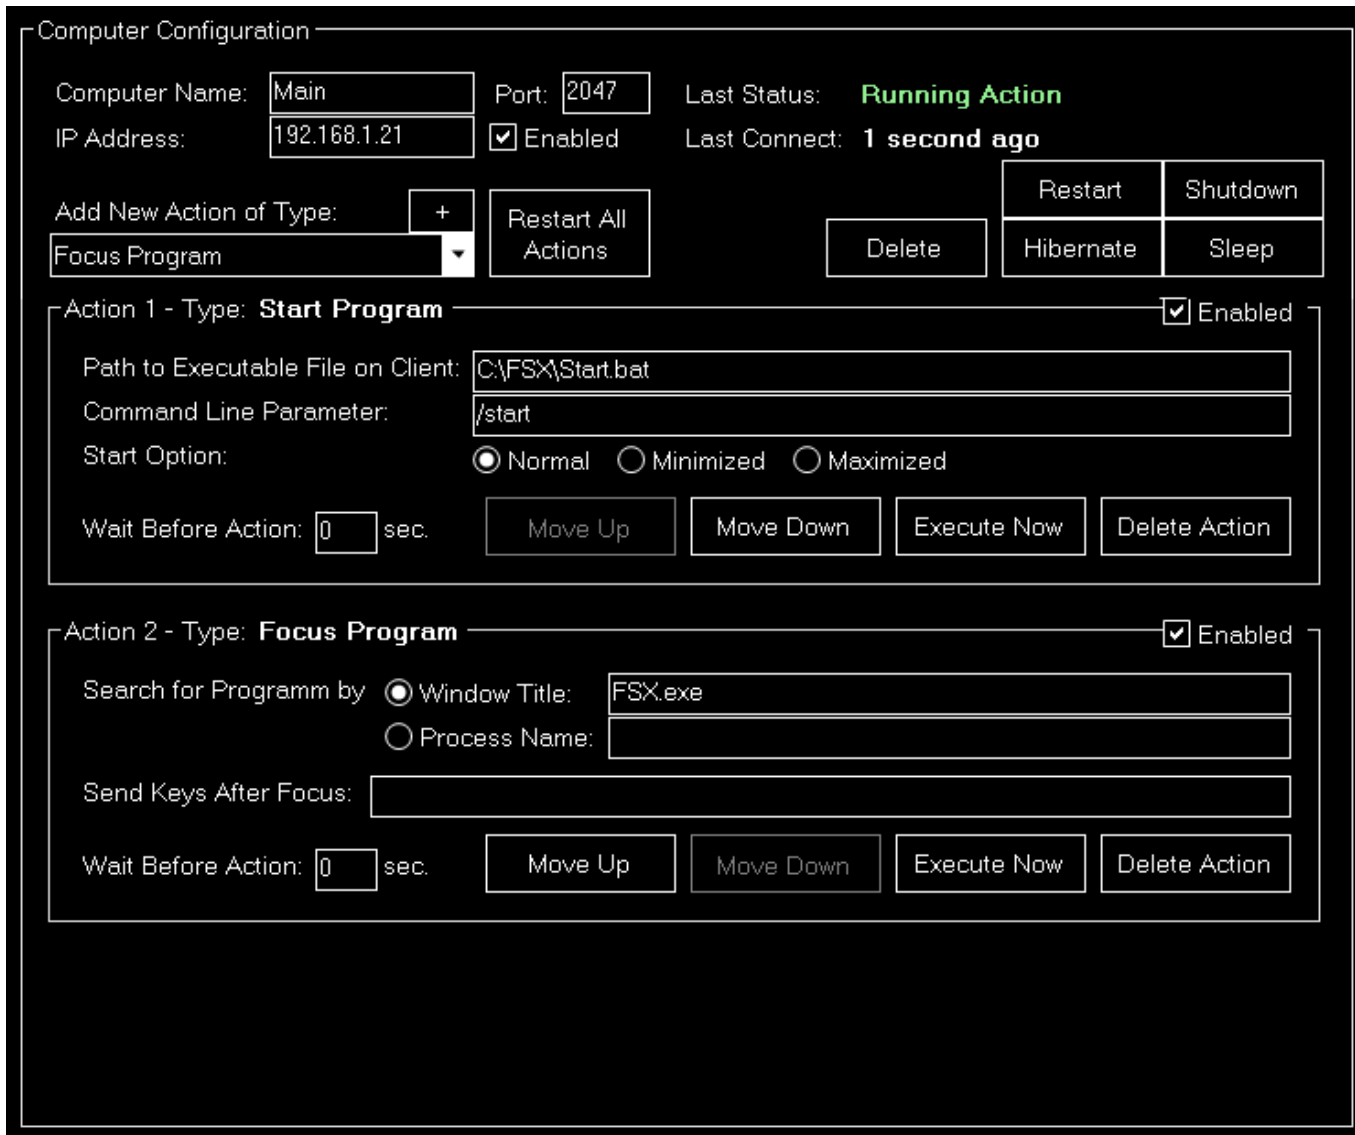 Computer Configuration
Computer Name: Main Port: 2047 Last Status: Running Action
IP Address: 192.168.1.21 Enabled Last Connect: 1 second ago
Restart Shutdown
Add New Action of Type: + Restart All
Focus Program Actions Delete Hibernate Sleep
Action 1 - Type: Start Program Enabled
Path to Executable File on Client: C:\FSX\Start.bat
Command Line Parameter: /start
Start Option: Normal Minimized Maximized
Wait Before Action: 0 sec. Move Up Move Down Execute Now Delete Action
Action 2 - Type: Focus Program Enabled
Search for Programm by Window Title: FSX.exe
Process Name:
Send Keys After Focus:
Wait Before Action: 0 sec. Move Up Move Down Execute Now Delete Action